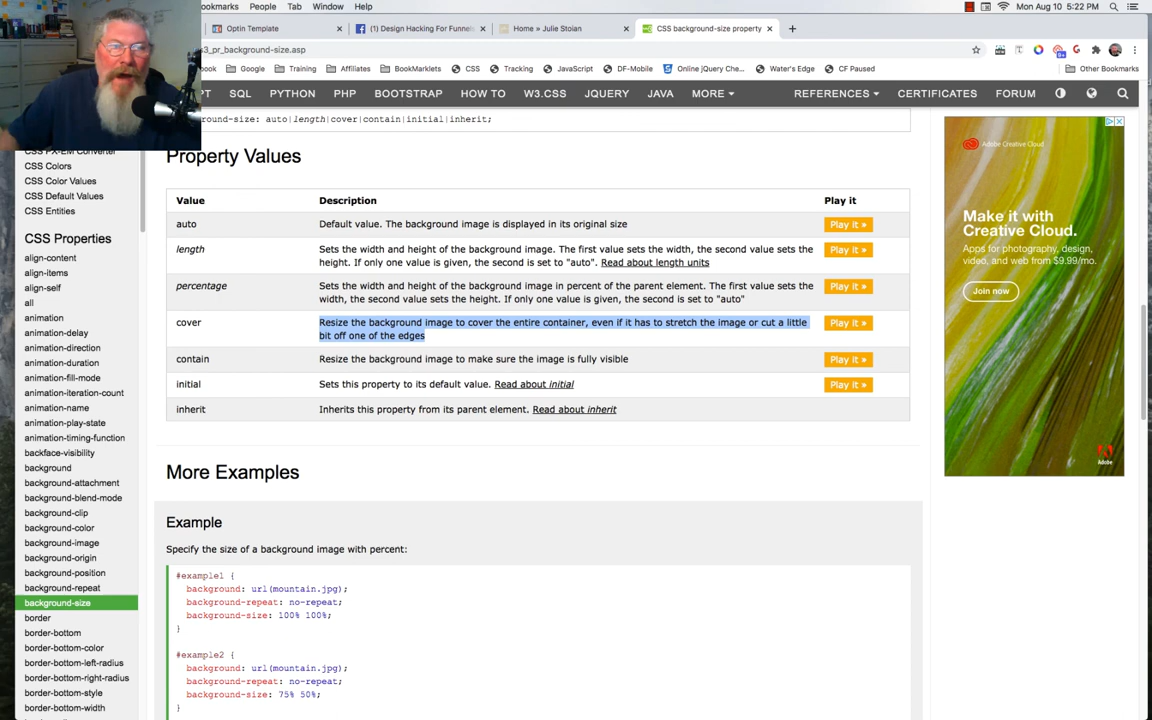 Bookmarks People Tab Window Help
Mon Aug 10 5:22 PM
Optin Template
(1) Design Hacking For Funnel
Home » Julie Stoian
CSS background-size property
s3_pr_background-size.asp
Google Training Affiliates BookMarklets CSS Tracking JavaScript DF-Mobile Online jQuery Che... Water's Edge CF Paused Other Bookmarks
SQL PYTHON PHP BOOTSTRAP HOW TO W3.CSS JQUERY JAVA MORE REFERENCES CERTIFICATES FORUM
round-size: auto|length|cover|contain|initial|inherit;
CSS PX-EM Converter
CSS Colors
CSS Color Values
CSS Default Values
CSS Entities
CSS Properties
align-content
align-items
align-self
all
animation
animation-delay
animation-direction
animation-duration
animation-fill-mode
animation-iteration-count
animation-name
animation-play-state
animation-timing-function
backface-visibility
background
background-attachment
background-blend-mode
background-clip
background-color
background-image
background-origin
background-position
background-repeat
background-size
border
border-bottom
border-bottom-color
border-bottom-left-radius
border-bottom-right-radius
border-bottom-style
border-bottom-width
Property Values
Value Description Play it
auto Default value. The background image is displayed in its original size Play it »
length Sets the width and height of the background image. The first value sets the width, the second value sets the
height. If only one value is given, the second is set to "auto". Read about length units Play it »
percentage Sets the width and height of the background image in percent of the parent element. The first value sets the
width, the second value sets the height. If only one value is given, the second is set to "auto" Play it »
cover Resize the background image to cover the entire container, even if it has to stretch the image or cut a little
bit off one of the edges Play it »
contain Resize the background image to make sure the image is fully visible Play it »
initial Sets this property to its default value. Read about initial Play it »
inherit Inherits this property from its parent element. Read about inherit
More Examples
Example
Specify the size of a background image with percent:
#example1 {
background: url(mountain.jpg);
background-repeat: no-repeat;
background-size: 100% 100%;
}
#example2 {
background: url(mountain.jpg);
background-repeat: no-repeat;
background-size: 75% 50%;
}
Adobe Creative Cloud
Make it with
Creative Cloud.
Apps for photography, design,
video, and web from $9.99/mo.
Join now
Adobe